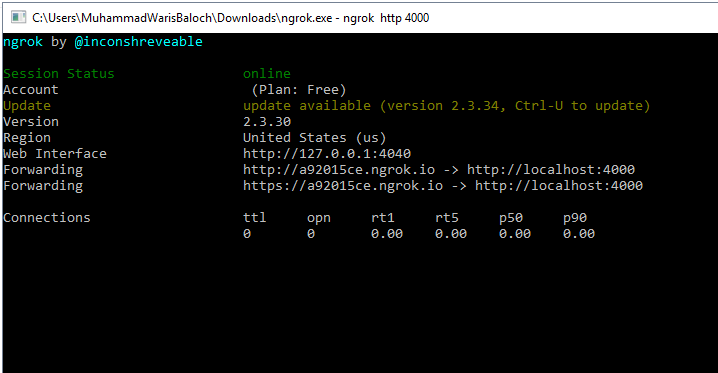 C:\Users\MuhammadWarisBaloch\Downloads\ngrok.exe - ngrok  http 4000
ngrok by @inconshreveable
Session Status online
Account (Plan: Free)
Update update available (version 2.3.34, Ctrl-U to update)
Version 2.3.30
Region United States (us)
Web Interface http://127.0.0.1:4040
Forwarding http://a92015ce.ngrok.io -> http://localhost:4000
Forwarding https://a92015ce.ngrok.io -> http://localhost:4000
Connections ttl opn rt1 rt5 p50 p90
0 0 0.00 0.00 0.00 0.00